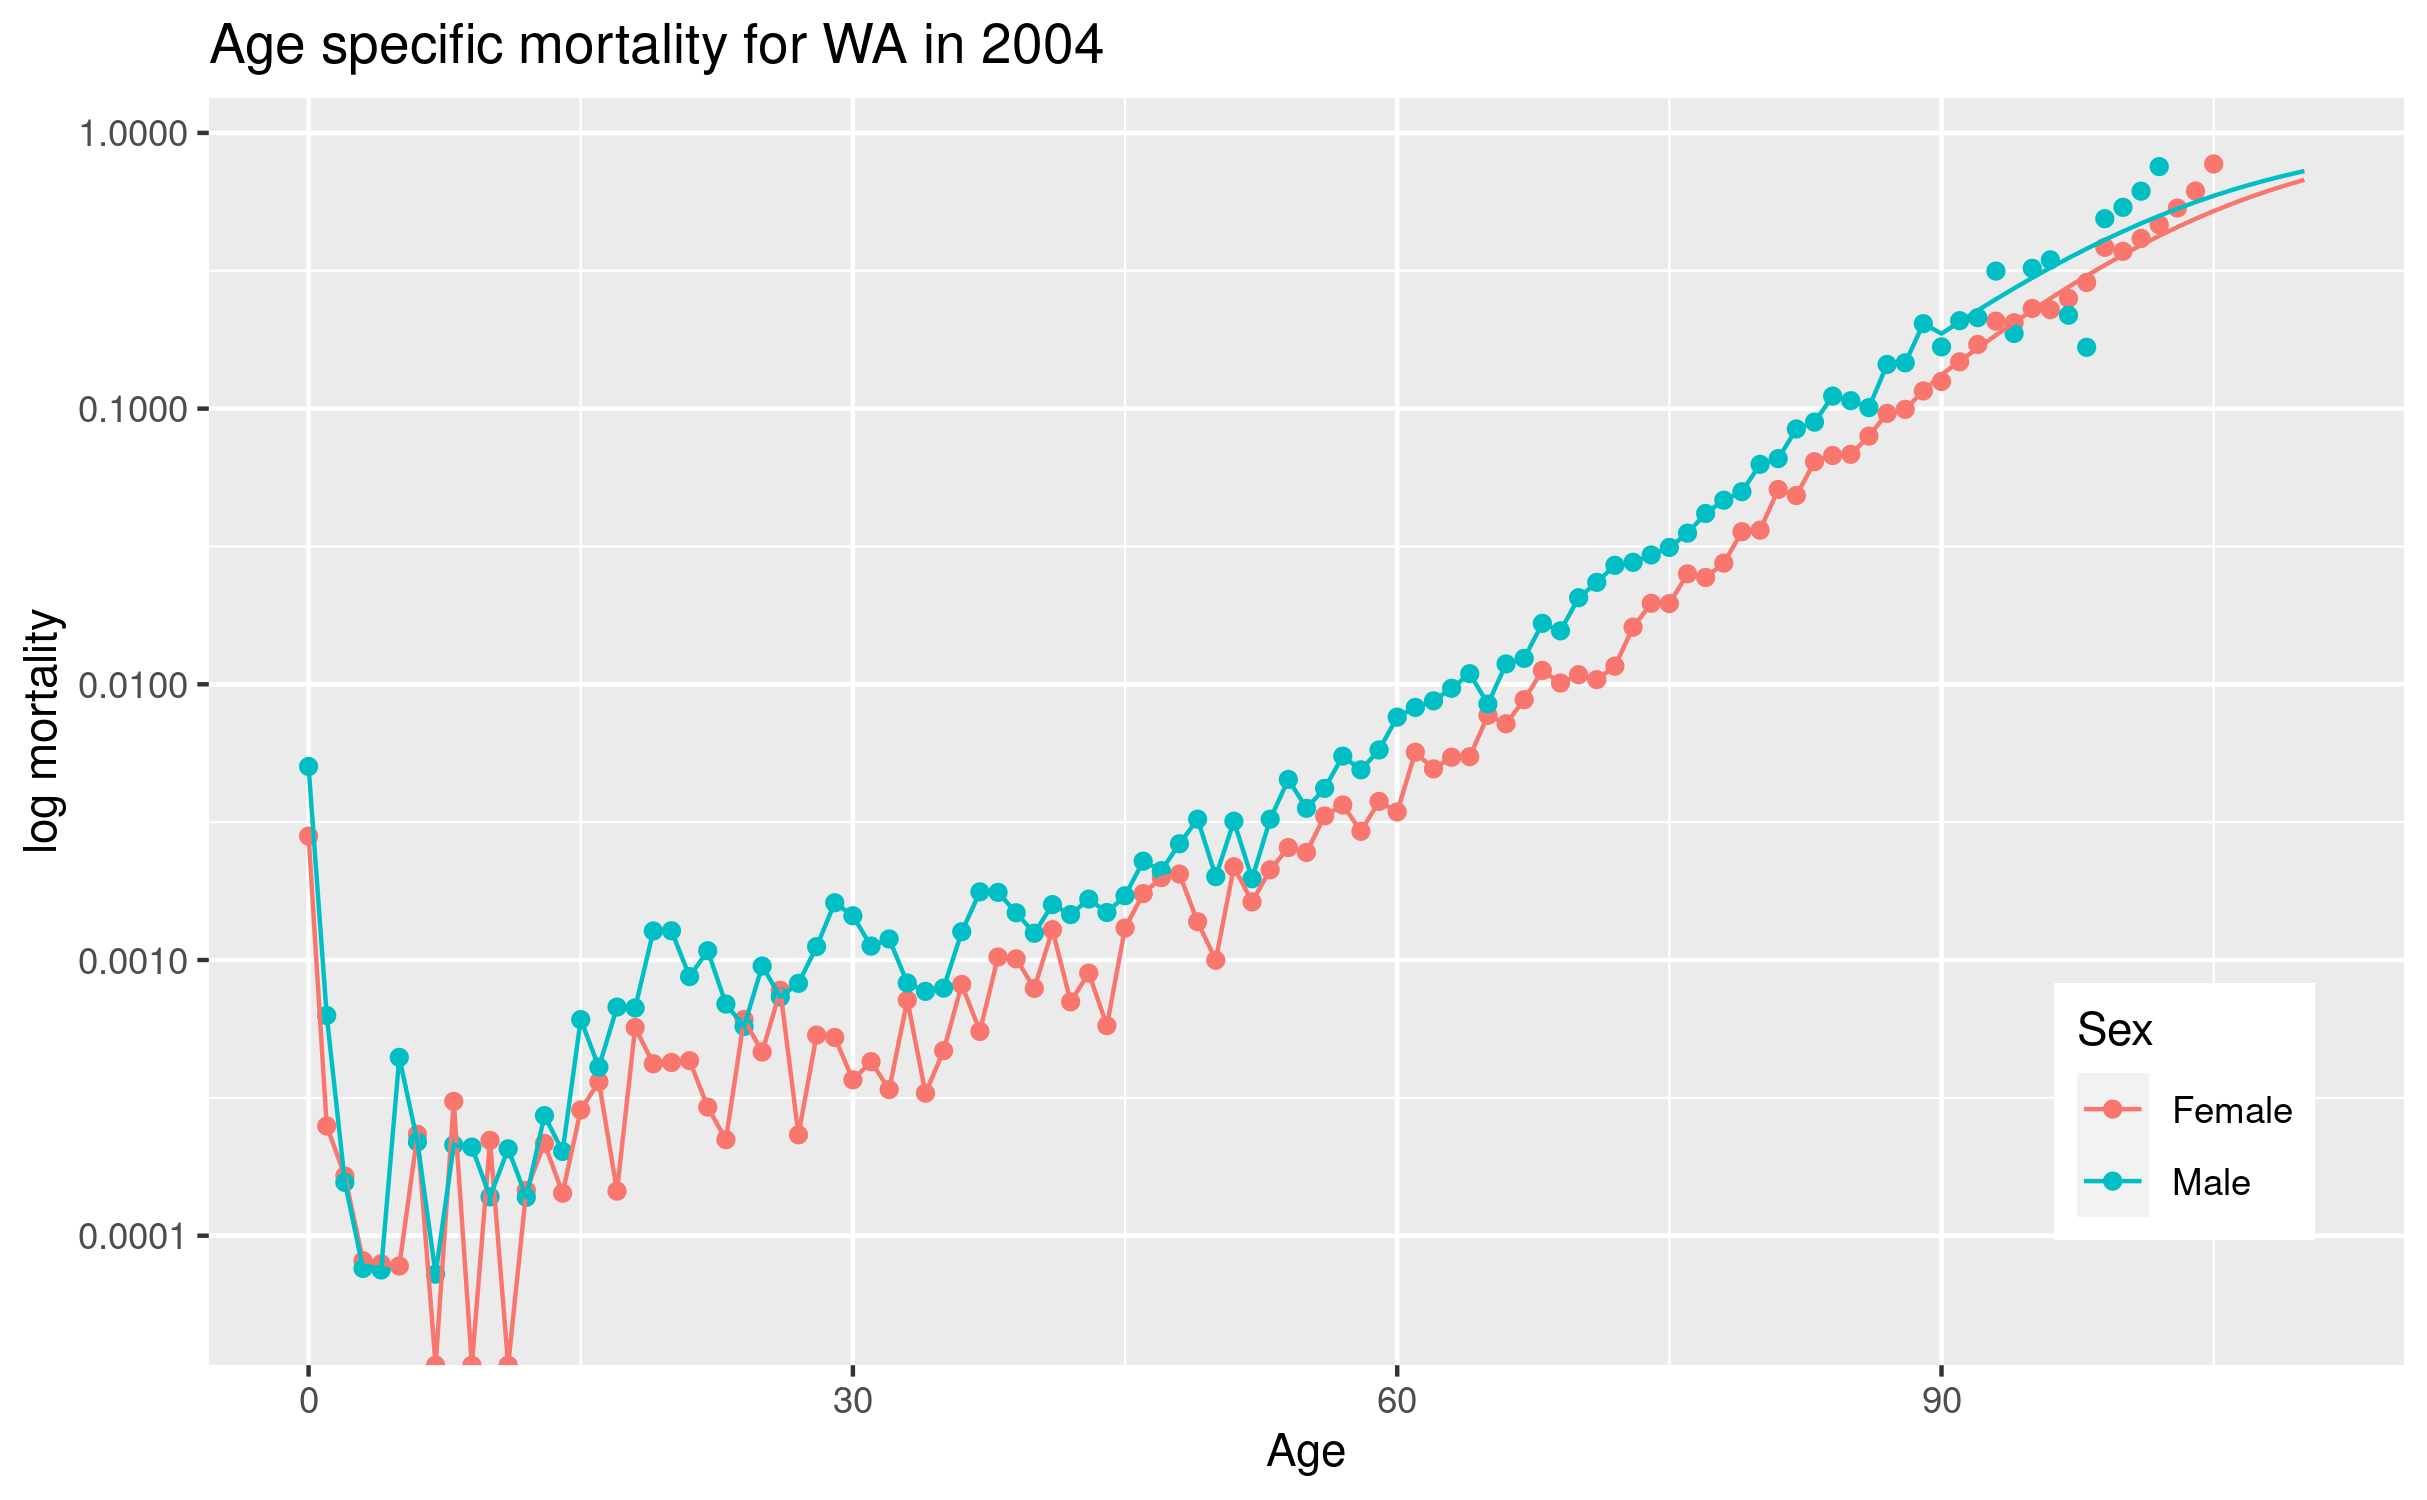 Age specific mortality for WA in 2004
1.0000
0.1000
0.0100
0.0010
0.0001
log mortality
0
30
60
90
Age
Sex
Female
Male